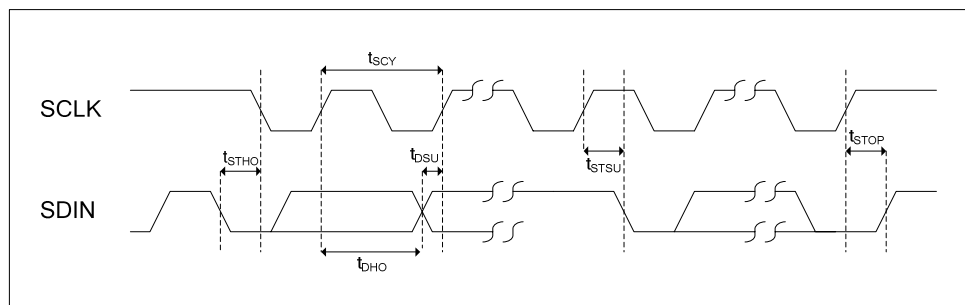 tSCY
SCLK
tSTHO
tDSU
tSTSU
tSTOP
SDIN
tDHO